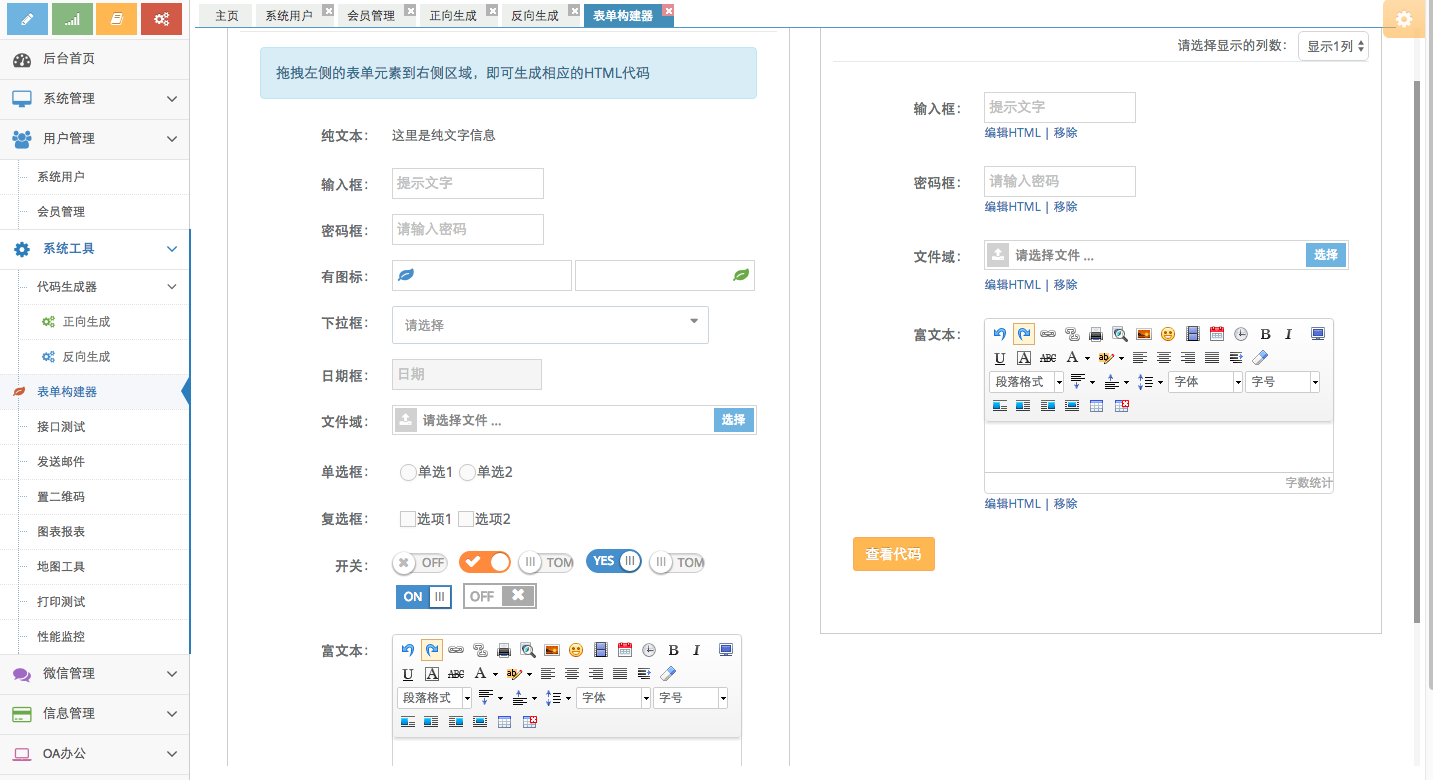 主页 系统用户 会员管理 正向生成 反向生成 表单构建器
后台首页
系统管理
用户管理
系统用户
会员管理
系统工具
代码生成器
正向生成
反向生成
表单构建器
接口测试
发送邮件
置二维码
图表报表
地图工具
打印测试
性能监控
微信管理
信息管理
OA办公
拖拽左侧的表单元素到右侧区域，即可生成相应的HTML代码
纯文本： 这里是纯文字信息
输入框： 提示文字
密码框： 请输入密码
有图标：
下拉框： 请选择
日期框： 日期
文件域： 请选择文件 ... 选择
单选框： 单选1 单选2
复选框： 选项1 选项2
开关： OFF TOM YES TOM
ON OFF
富文本： B I
U A ABC A ab
段落格式 字体 字号
请选择显示的列数： 显示1列
输入框： 提示文字
编辑HTML | 移除
密码框： 请输入密码
编辑HTML | 移除
文件域： 请选择文件 ... 选择
编辑HTML | 移除
富文本： B I
U A ABC A ab
段落格式 字体 字号
字数统计
编辑HTML | 移除
查看代码